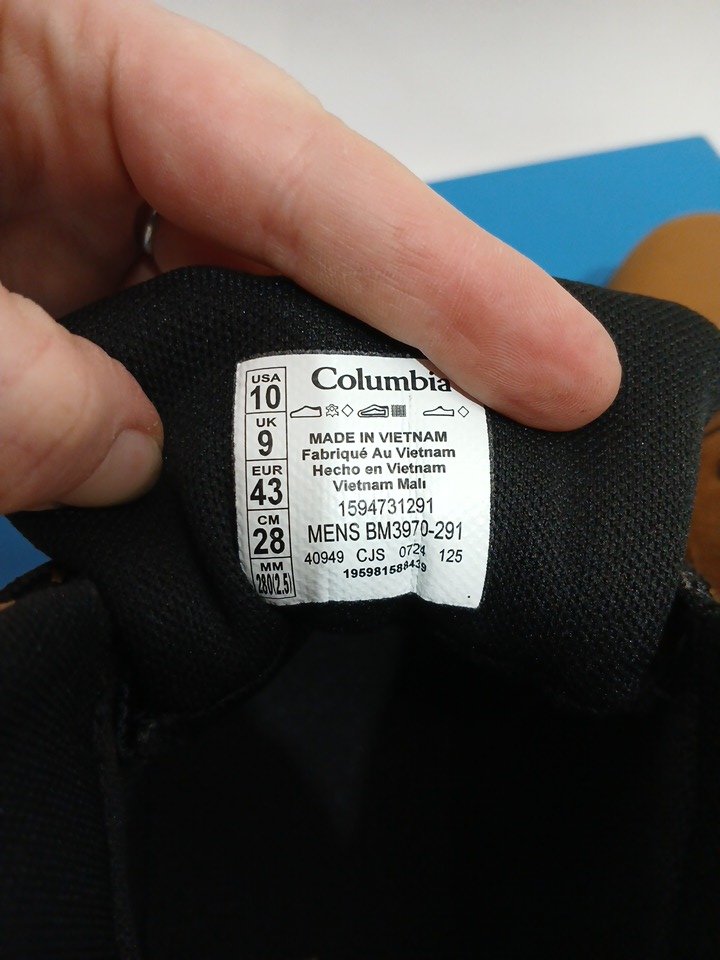 USA
10
UK
9
EUR
43
CM
28
MM
280(2.5)
Columbia
MADE IN VIETNAM
Fabriqué Au Vietnam
Hecho en Vietnam
Vietnam Malı
1594731291
MENS BM3970-291
40949 CJS 0724 125
195981588439